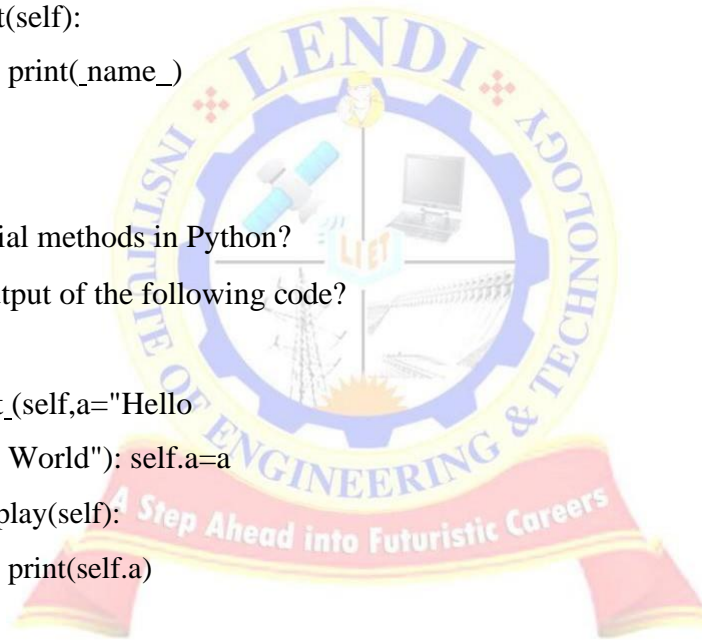 t(self):
print(_name_)
ial methods in Python?
tput of the following code?
t_(self,a="Hello
World"): self.a=a
play(self):
print(self.a)
LENDI
INSTITUTE OF ENGINEERING & TECHNOLOGY
LIET
A Step Ahead into Futuristic Careers